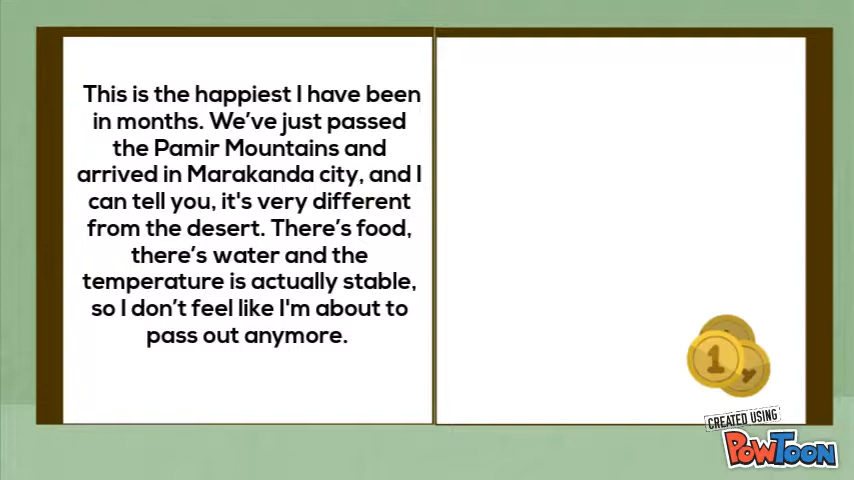 This is the happiest I have been
in months. We've just passed
the Pamir Mountains and
arrived in Marakanda city, and I
can tell you, it's very different
from the desert. There's food,
there's water and the
temperature is actually stable,
so I don't feel like I'm about to
pass out anymore.
1
CREATED USING
POWTOON